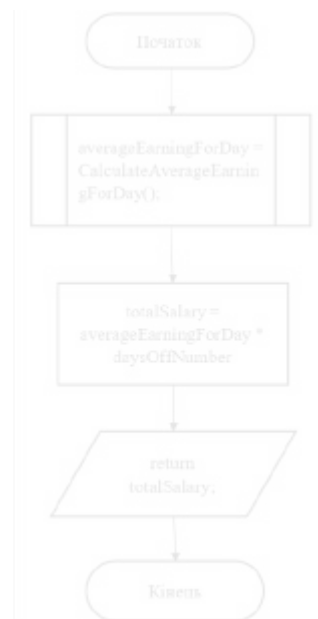 Початок
averageEarningForDay =
CalculateAverageEarnin
gForDay();
totalSalary =
averageEarningForDay *
daysOffNumber
return
totalSalary;
Кінець